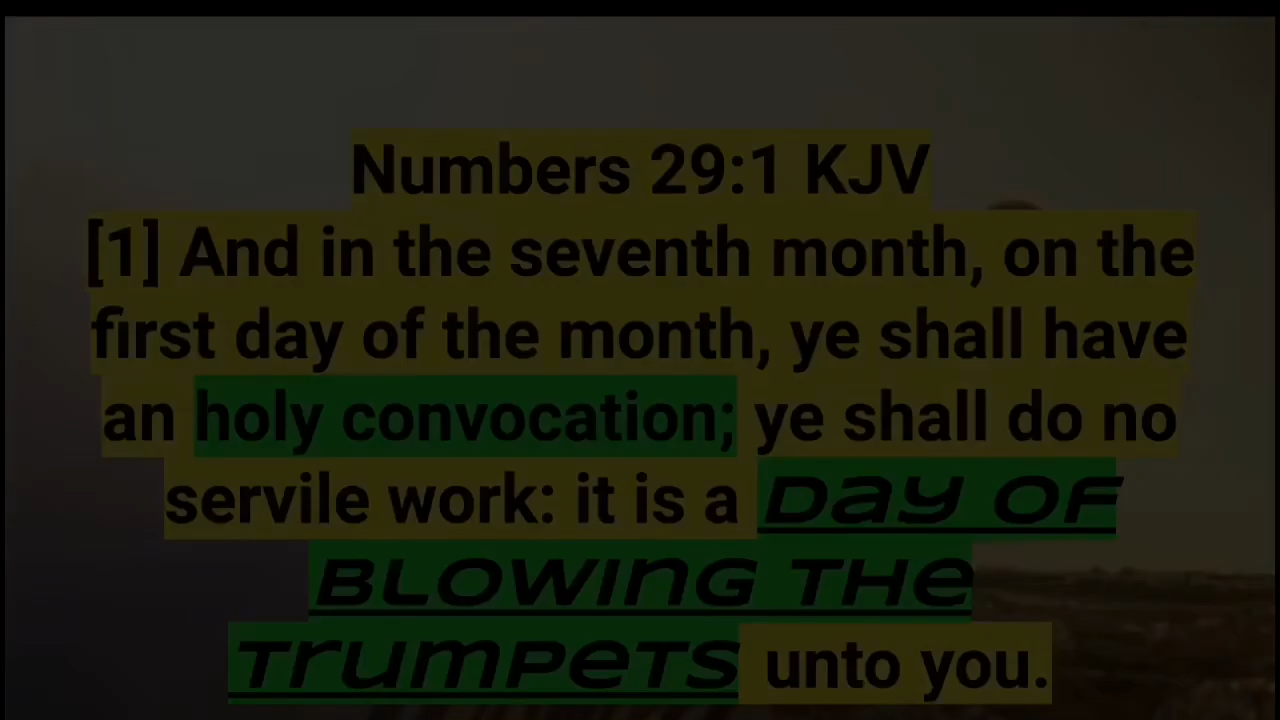 Numbers 29:1 KJV
[1] And in the seventh month, on the
first day of the month, ye shall have
an holy convocation; ye shall do no
servile work: it is a Day of
Blowing the
Trumpets unto you.